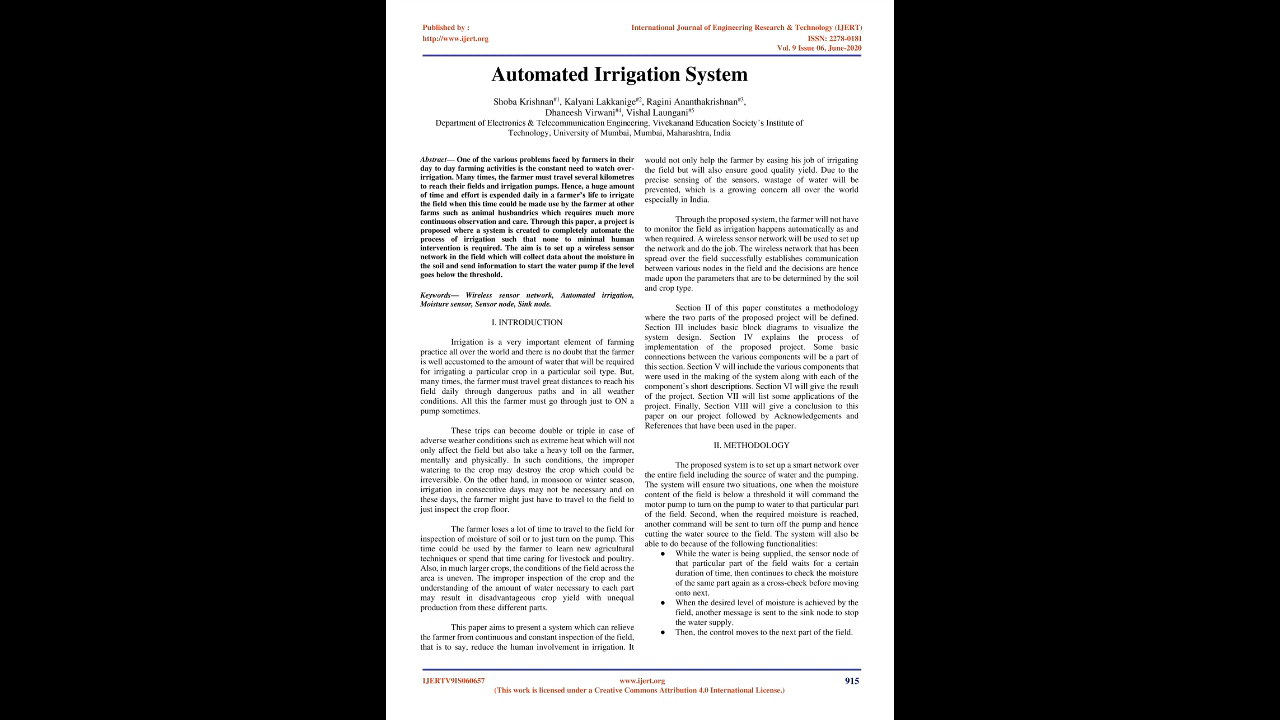 Published by :
http://www.ijert.org
International Journal of Engineering Research & Technology (IJERT)
ISSN: 2278-0181
Vol. 9 Issue 06, June-2020
Automated Irrigation System
Shoba Krishnan#1, Kalyani Lakkanige#2, Ragini Ananthakrishnan#3,
Dhaneesh Virwani#4, Vishal Laungani#5
Department of Electronics & Telecommunication Engineering, Vivekanand Education Society`s Institute of
Technology, University of Mumbai, Mumbai, Maharashtra, India
Abstract— One of the various problems faced by farmers in their
day to day farming activities is the constant need to watch over-
irrigation. Many times, the farmer must travel several kilometres
to reach their fields and irrigation pumps. Hence, a huge amount
of time and effort is expended daily in a farmer's life to irrigate
the field when this time could be made use by the farmer at other
farms such as animal husbandries which requires much more
continuous observation and care. Through this paper, a project is
proposed where a system is created to completely automate the
process of irrigation such that none to minimal human
intervention is required. The aim is to set up a wireless sensor
network in the field which will collect data about the moisture in
the soil and send information to start the water pump if the level
goes below the threshold.
Keywords— Wireless sensor network, Automated irrigation,
Moisture sensor, Sensor node, Sink node.
I. INTRODUCTION
Irrigation is a very important element of farming
practice all over the world and there is no doubt that the farmer
is well accustomed to the amount of water that will be required
for irrigating a particular crop in a particular soil type. But,
many times, the farmer must travel great distances to reach his
field daily through dangerous paths and in all weather
conditions. All this the farmer must go through just to ON a
pump sometimes.
These trips can become double or triple in case of
adverse weather conditions such as extreme heat which will not
only affect the field but also take a heavy toll on the farmer,
mentally and physically. In such conditions, the improper
watering to the crop may destroy the crop which could be
irreversible. On the other hand, in monsoon or winter season,
irrigation in consecutive days may not be necessary and on
these days, the farmer might just have to travel to the field to
just inspect the crop floor.
The farmer loses a lot of time to travel to the field for
inspection of moisture of soil or to just turn on the pump. This
time could be used by the farmer to learn new agricultural
techniques or spend that time caring for livestock and poultry.
Also, in much larger crops, the conditions of the field across the
area is uneven. The improper inspection of the crop and the
understanding of the amount of water necessary to each part
may result in disadvantageous crop yield with unequal
production from these different parts.
This paper aims to present a system which can relieve
the farmer from continuous and constant inspection of the field,
that is to say, reduce the human involvement in irrigation. It
would not only help the farmer by easing his job of irrigating
the field but will also ensure good quality yield. Due to the
precise sensing of the sensors, wastage of water will be
prevented, which is a growing concern all over the world
especially in India.
Through the proposed system, the farmer will not have
to monitor the field as irrigation happens automatically as and
when required. A wireless sensor network will be used to set up
the network and do the job. The wireless network that has been
spread over the field successfully establishes communication
between various nodes in the field and the decisions are hence
made upon the parameters that are to be determined by the soil
and crop type.
Section II of this paper constitutes a methodology
where the two parts of the proposed project will be defined.
Section III includes basic block diagrams to visualize the
system design. Section IV explains the process of
implementation of the proposed project. Some basic
connections between the various components will be a part of
this section. Section V will include the various components that
were used in the making of the system along with each of the
component's short descriptions. Section VI will give the result
of the project. Section VII will list some applications of the
project. Finally, Section VIII will give a conclusion to this
paper on our project followed by Acknowledgements and
References that have been used in the paper.
II. METHODOLOGY
The proposed system is to set up a smart network over
the entire field including the source of water and the pumping.
The system will ensure two situations, one when the moisture
content of the field is below a threshold it will command the
motor pump to turn on the pump to water to that particular part
of the field. Second, when the required moisture is reached,
another command will be sent to turn off the pump and hence
cutting the water source to the field. The system will also be
able to do because of the following functionalities:
● While the water is being supplied, the sensor node of
that particular part of the field waits for a certain
duration of time, then continues to check the moisture
of the same part again as a cross-check before moving
onto next.
● When the desired level of moisture is achieved by the
field, another message is sent to the sink node to stop
the water supply.
● Then, the control moves to the next part of the field.
IJERTV9IS060657
www.ijert.org
915
(This work is licensed under a Creative Commons Attribution 4.0 International License.)